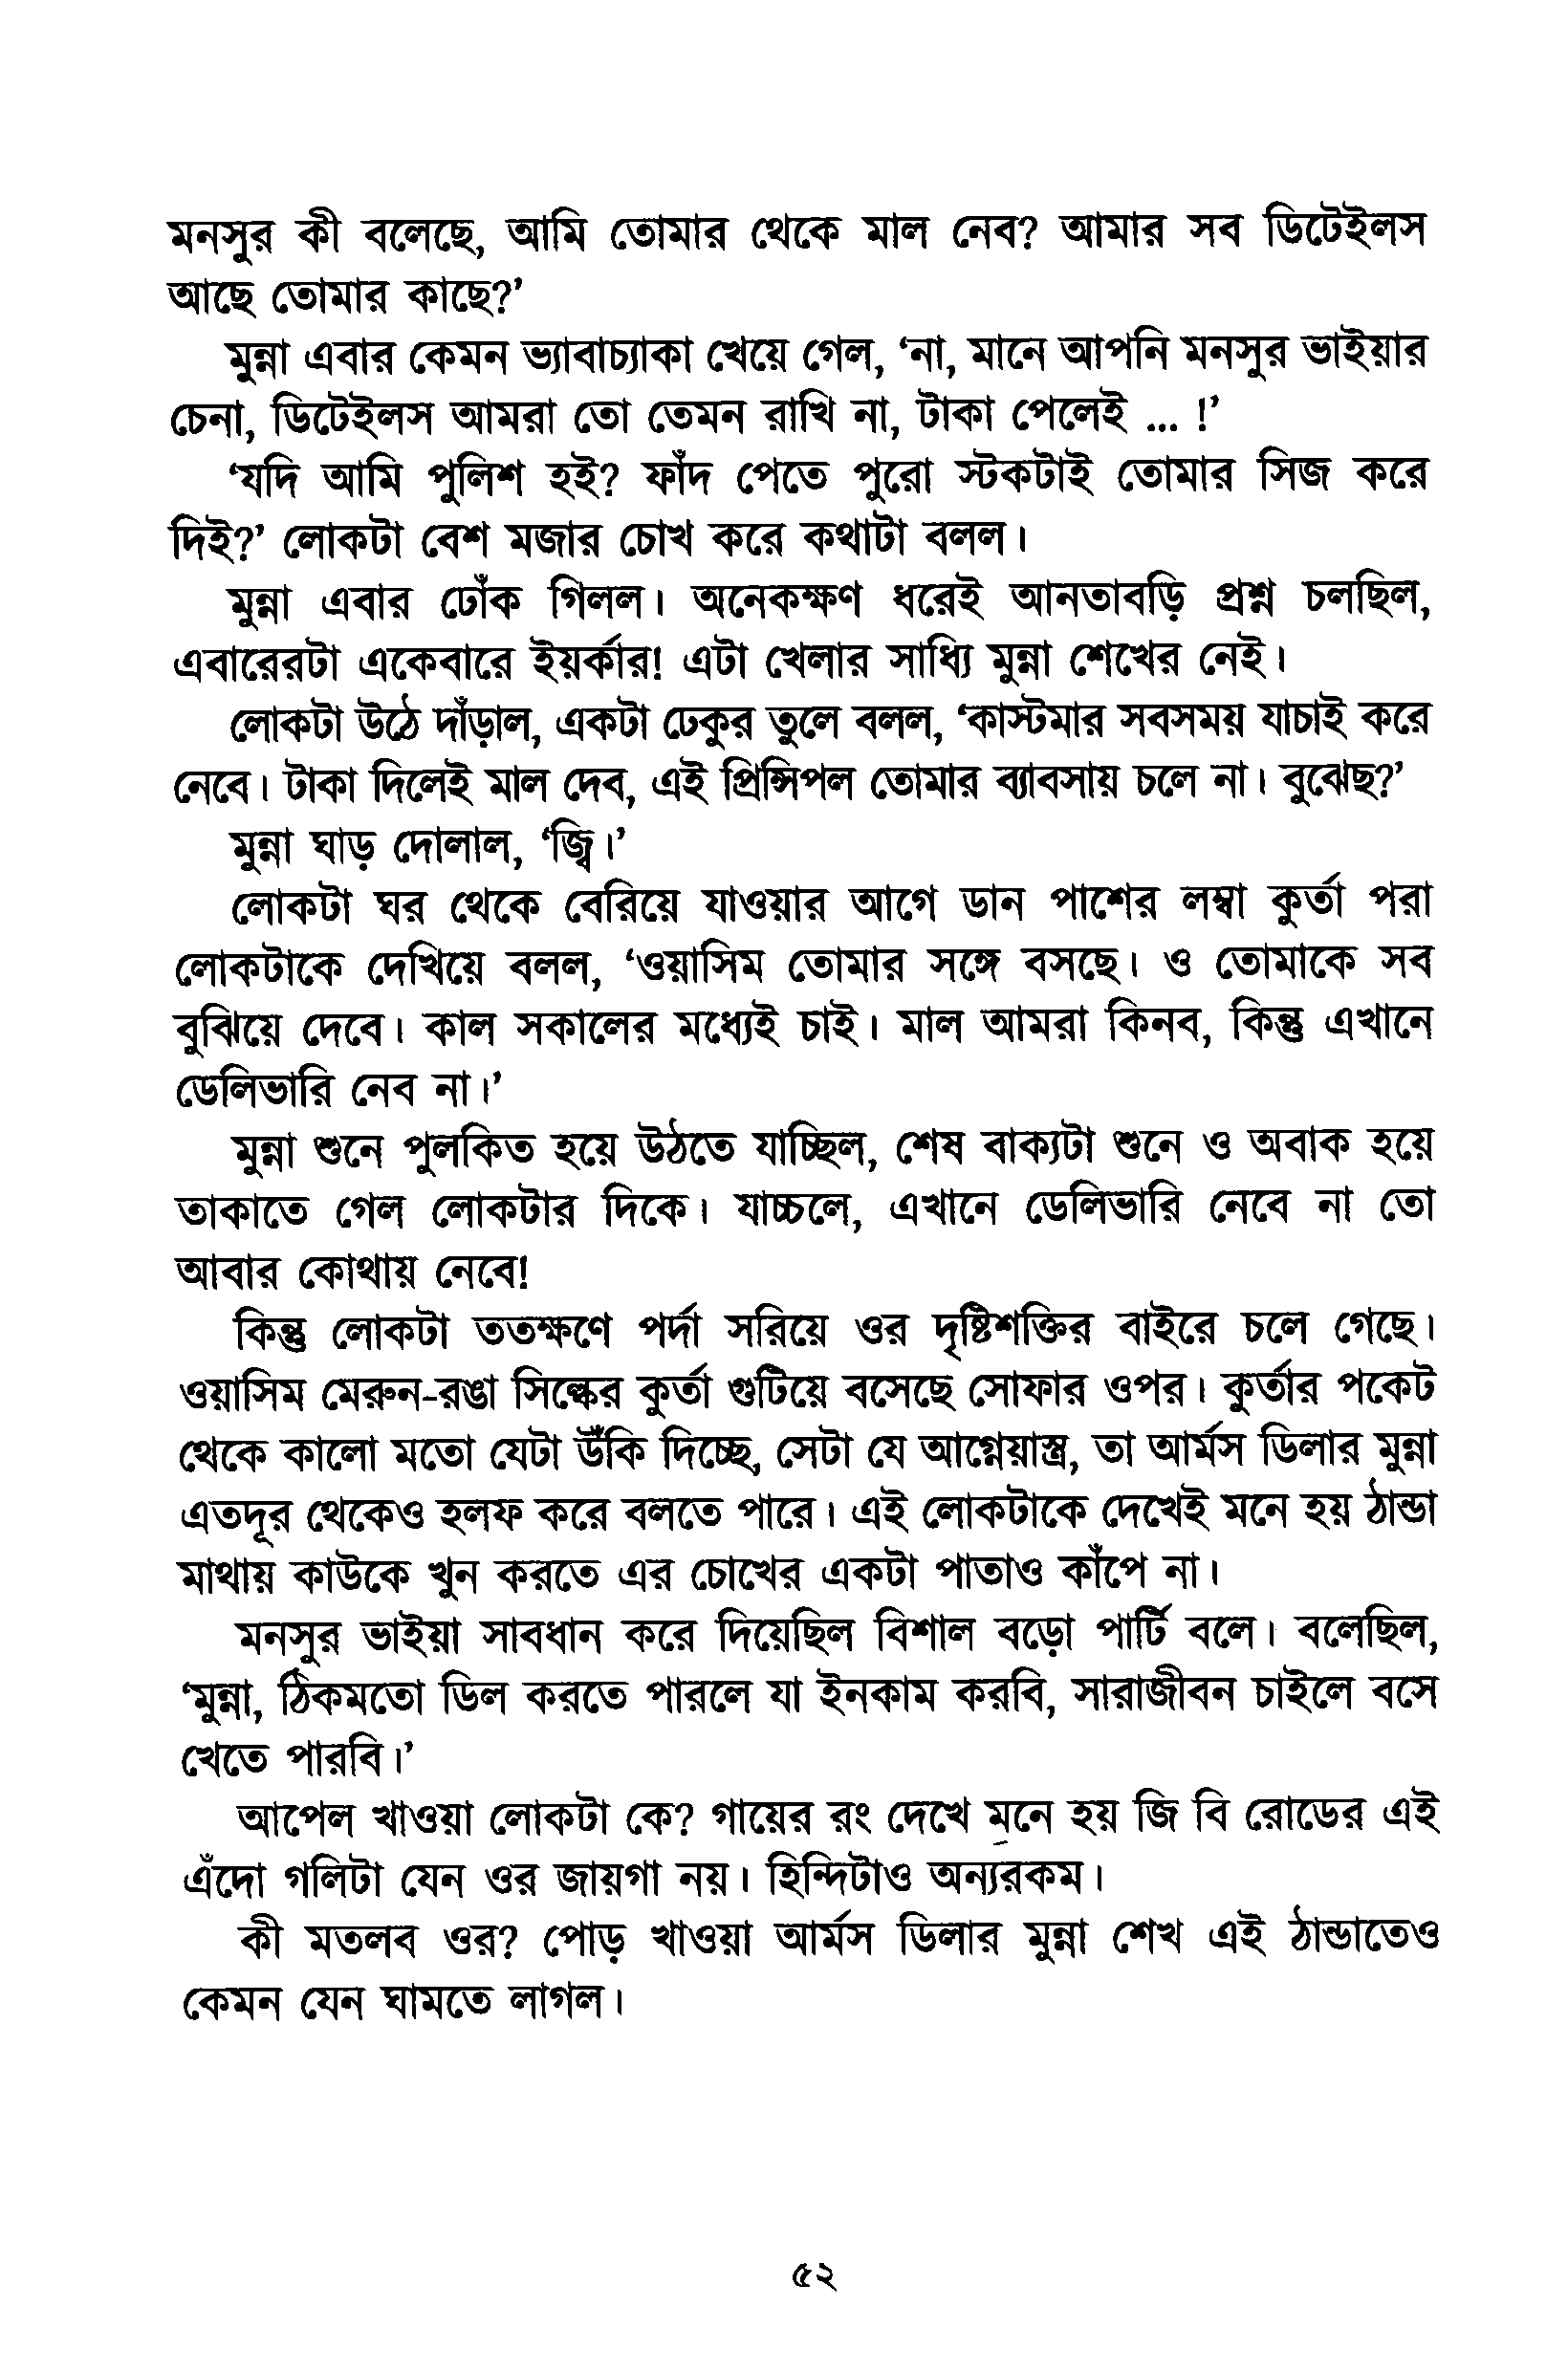 মনসুর কী বলেছে, আমি তোমার থেকে মাল নেব? আমার সব ডিটেইলস
আছে তোমার কাছে?’
মুন্না এবার কেমন ভ্যাবাচ্যাকা খেয়ে গেল, ‘না, মানে আপনি মনসুর ভাইয়ার
চেনা, ডিটেইলস আমরা তো তেমন রাখি না, টাকা পেলেই ... !’
‘যদি আমি পুলিশ হই? ফাঁদ পেতে পুরো স্টকটাই তোমার সিজ করে
দিই?’ লোকটা বেশ মজার চোখ করে কথাটা বলল।
মুন্না এবার ঢোঁক গিলল। অনেকক্ষণ ধরেই আনতাবড়ি প্রশ্ন চলছিল,
এবারেরটা একেবারে ইয়র্কার! এটা খেলার সাধ্যি মুন্না শেখের নেই।
লোকটা উঠে দাঁড়াল, একটা ঢেকুর তুলে বলল, ‘কাস্টমার সবসময় যাচাই করে
নেবে। টাকা দিলেই মাল দেব, এই প্রিন্সিপল তোমার ব্যাবসায় চলে না। বুঝেছ?’
মুন্না ঘাড় দোলাল, ‘জ্বি।’
লোকটা ঘর থেকে বেরিয়ে যাওয়ার আগে ডান পাশের লম্বা কুর্তা পরা
লোকটাকে দেখিয়ে বলল, ‘ওয়াসিম তোমার সঙ্গে বসছে। ও তোমাকে সব
বুঝিয়ে দেবে। কাল সকালের মধ্যেই চাই। মাল আমরা কিনব, কিন্তু এখানে
ডেলিভারি নেব না।’
মুন্না শুনে পুলকিত হয়ে উঠতে যাচ্ছিল, শেষ বাক্যটা শুনে ও অবাক হয়ে
তাকাতে গেল লোকটার দিকে। যাচ্চলে, এখানে ডেলিভারি নেবে না তো
আবার কোথায় নেবে!
কিন্তু লোকটা ততক্ষণে পর্দা সরিয়ে ওর দৃষ্টিশক্তির বাইরে চলে গেছে।
ওয়াসিম মেরুন-রঙা সিল্কের কুর্তা গুটিয়ে বসেছে সোফার ওপর। কুর্তার পকেট
থেকে কালো মতো যেটা উঁকি দিচ্ছে, সেটা যে আগ্নেয়াস্ত্র, তা আর্মস ডিলার মুন্না
এতদূর থেকেও হলফ করে বলতে পারে। এই লোকটাকে দেখেই মনে হয় ঠান্ডা
মাথায় কাউকে খুন করতে এর চোখের একটা পাতাও কাঁপে না।
মনসুর ভাইয়া সাবধান করে দিয়েছিল বিশাল বড়ো পার্টি বলে। বলেছিল,
‘মুন্না, ঠিকমতো ডিল করতে পারলে যা ইনকাম করবি, সারাজীবন চাইলে বসে
খেতে পারবি।’
আপেল খাওয়া লোকটা কে? গায়ের রং দেখে মনে হয় জি বি রোডের এই
এঁদো গলিটা যেন ওর জায়গা নয়। হিন্দিটাও অন্যরকম।
কী মতলব ওর? পোড় খাওয়া আর্মস ডিলার মুন্না শেখ এই ঠান্ডাতেও
কেমন যেন ঘামতে লাগল।
৫২